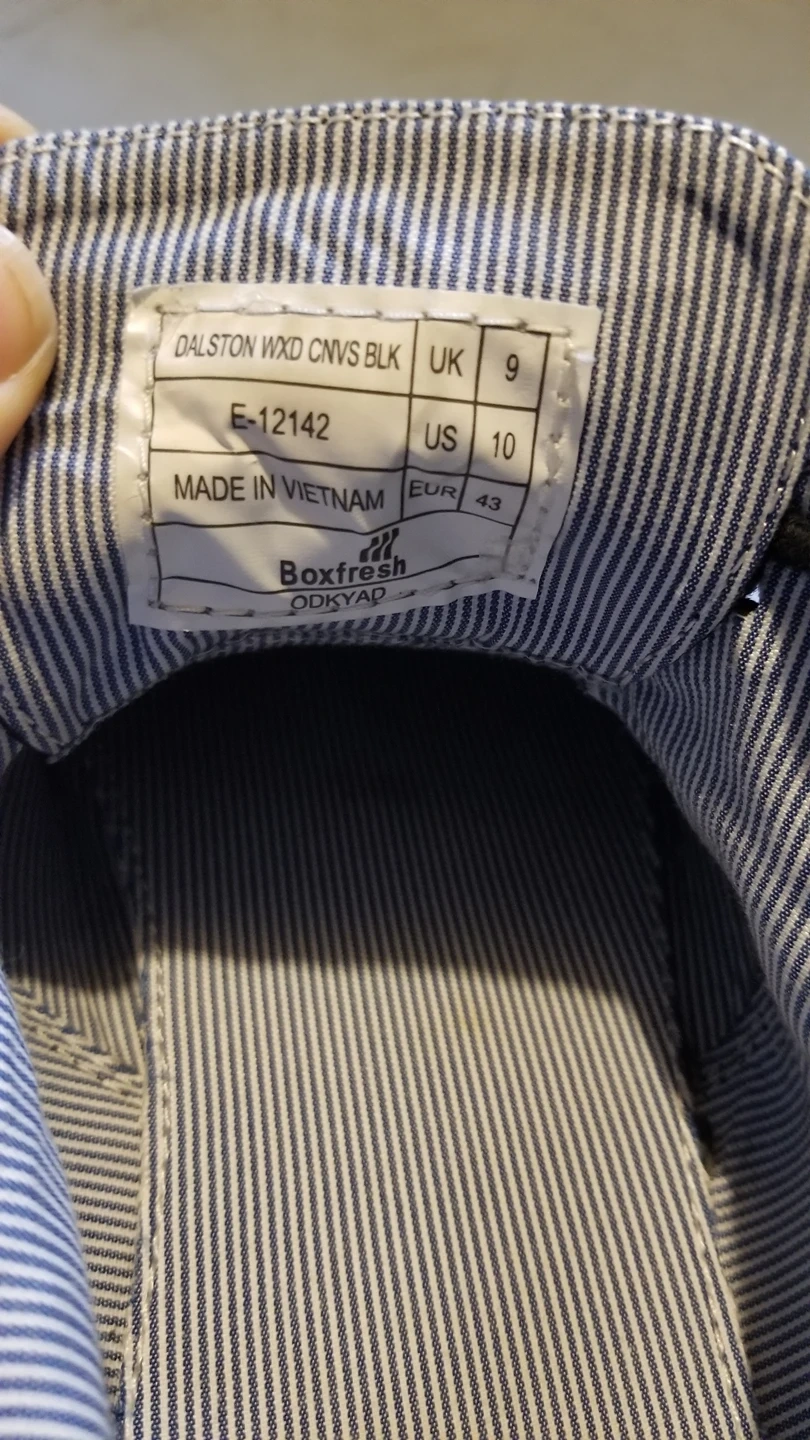 DALSTON WXD CNVS BLK UK 9
E-12142 US 10
MADE IN VIETNAM EUR 43
Boxfresh
ODKYAD